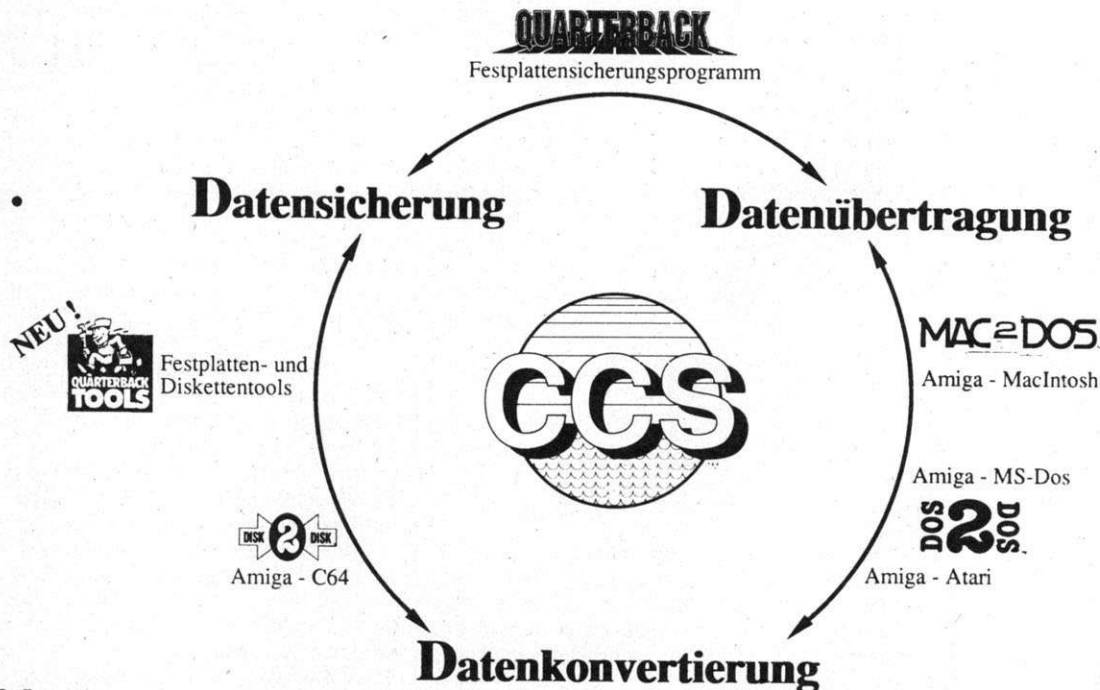 QUARTERBACK
Festplattensicherungsprogramm
Datensicherung
Datenübertragung
NEU!
QUARTERBACK
TOOLS
Festplatten- und
Diskettentools
CCS
MAC2DOS
Amiga - MacIntosh
Amiga - MS-Dos
DOS 2 DOS
Amiga - Atari
DISK 2 DISK
Amiga - C64
Datenkonvertierung